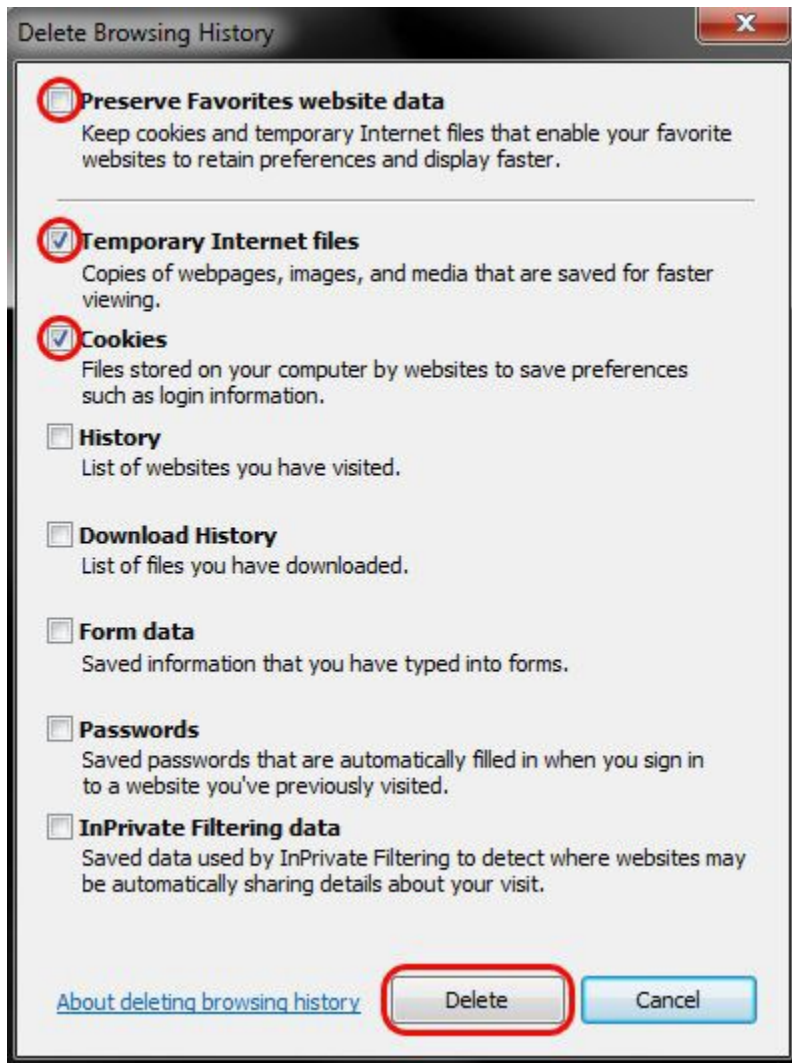 Delete Browsing History
Preserve Favorites website data
Keep cookies and temporary Internet files that enable your favorite
websites to retain preferences and display faster.
Temporary Internet files
Copies of webpages, images, and media that are saved for faster
viewing.
Cookies
Files stored on your computer by websites to save preferences
such as login information.
History
List of websites you have visited.
Download History
List of files you have downloaded.
Form data
Saved information that you have typed into forms.
Passwords
Saved passwords that are automatically filled in when you sign in
to a website you've previously visited.
InPrivate Filtering data
Saved data used by InPrivate Filtering to detect where websites may
be automatically sharing details about your visit.
About deleting browsing history Delete Cancel